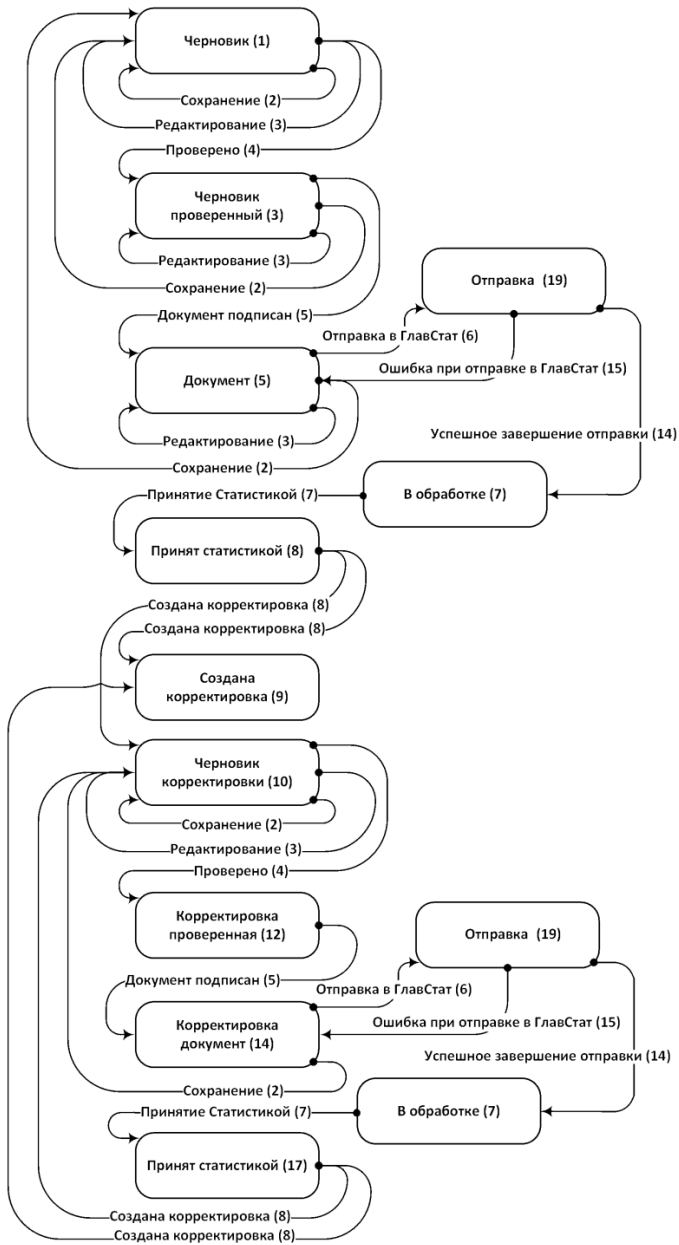 Черновик (1)
Сохранение (2)
Редактирование (3)
Проверено (4)
Черновик
проверенный (3)
Редактирование (3)
Сохранение (2)
Отправка (19)
Документ подписан (5)
Отправка в ГлавСтат (6)
Ошибка при отправке в ГлавСтат (15)
Документ (5)
Редактирование (3)
Успешное завершение отправки (14)
Сохранение (2)
Принятие Статистикой (7)
В обработке (7)
Принят статистикой (8)
Создана корректировка (8)
Создана корректировка (8)
Создана
корректировка (9)
Черновик
корректировки (10)
Сохранение (2)
Редактирование (3)
Проверено (4)
Корректировка
проверенная (12)
Отправка (19)
Документ подписан (5)
Отправка в ГлавСтат (6)
Корректировка
документ (14)
Ошибка при отправке в ГлавСтат (15)
Успешное завершение отправки (14)
Сохранение (2)
Принятие Статистикой (7)
В обработке (7)
Принят статистикой (17)
Создана корректировка (8)
Создана корректировка (8)